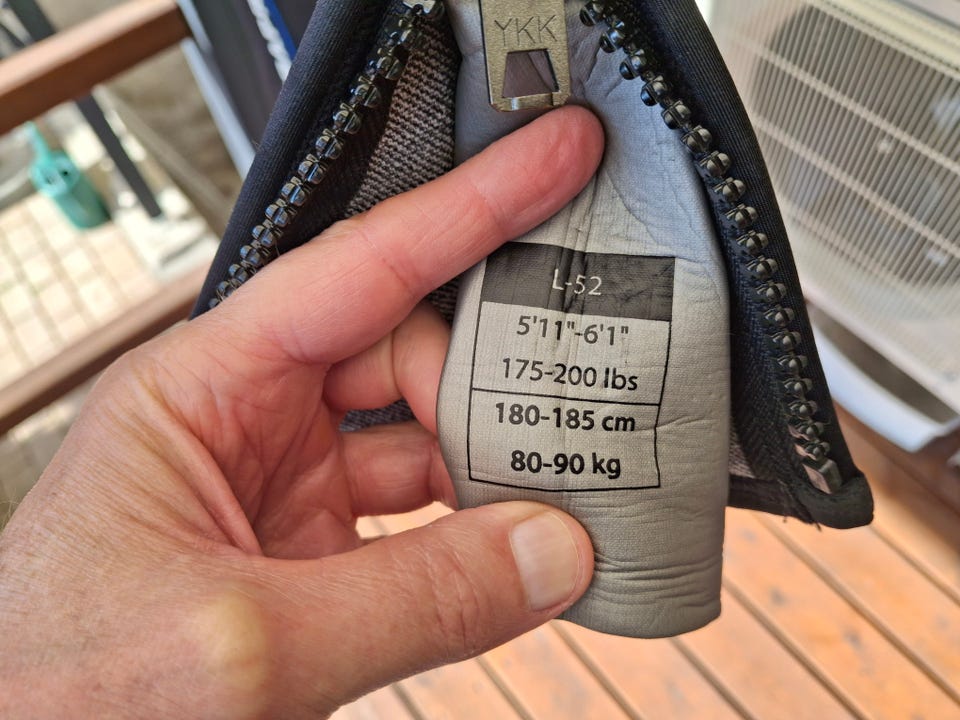 YKK
L-52
5'11"-6'1"
175-200 lbs
180-185 cm
80-90 kg